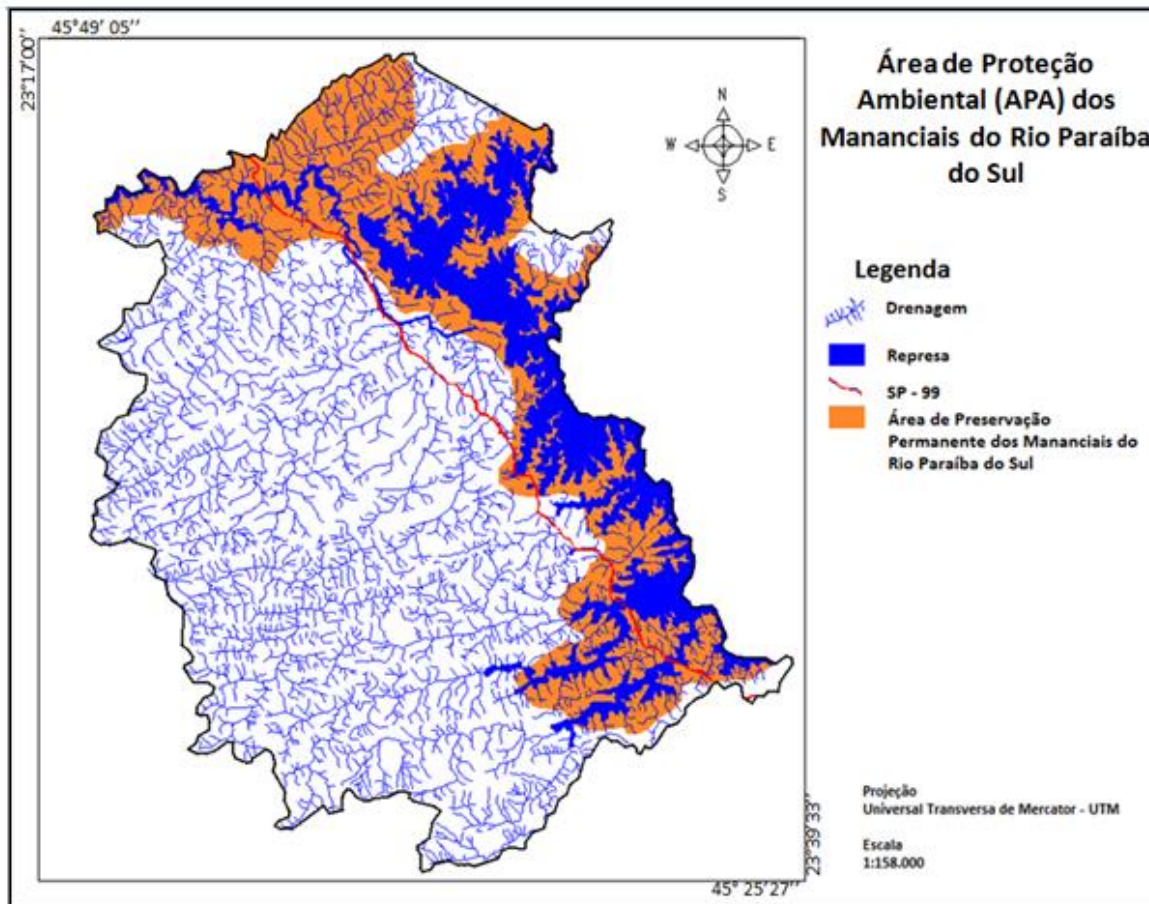 45°49' 05''
23°17'00''
Área de Proteção
Ambiental (APA) dos
Mananciais do Rio Paraíba
do Sul
N
W
E
S
Legenda
Drenagem
Represa
SP - 99
Área de Preservação
Permanente dos Mananciais do
Rio Paraíba do Sul
Projeção
Universal Transversa de Mercator - UTM
Escala
1:158.000
23°39'33''
45° 25'27''